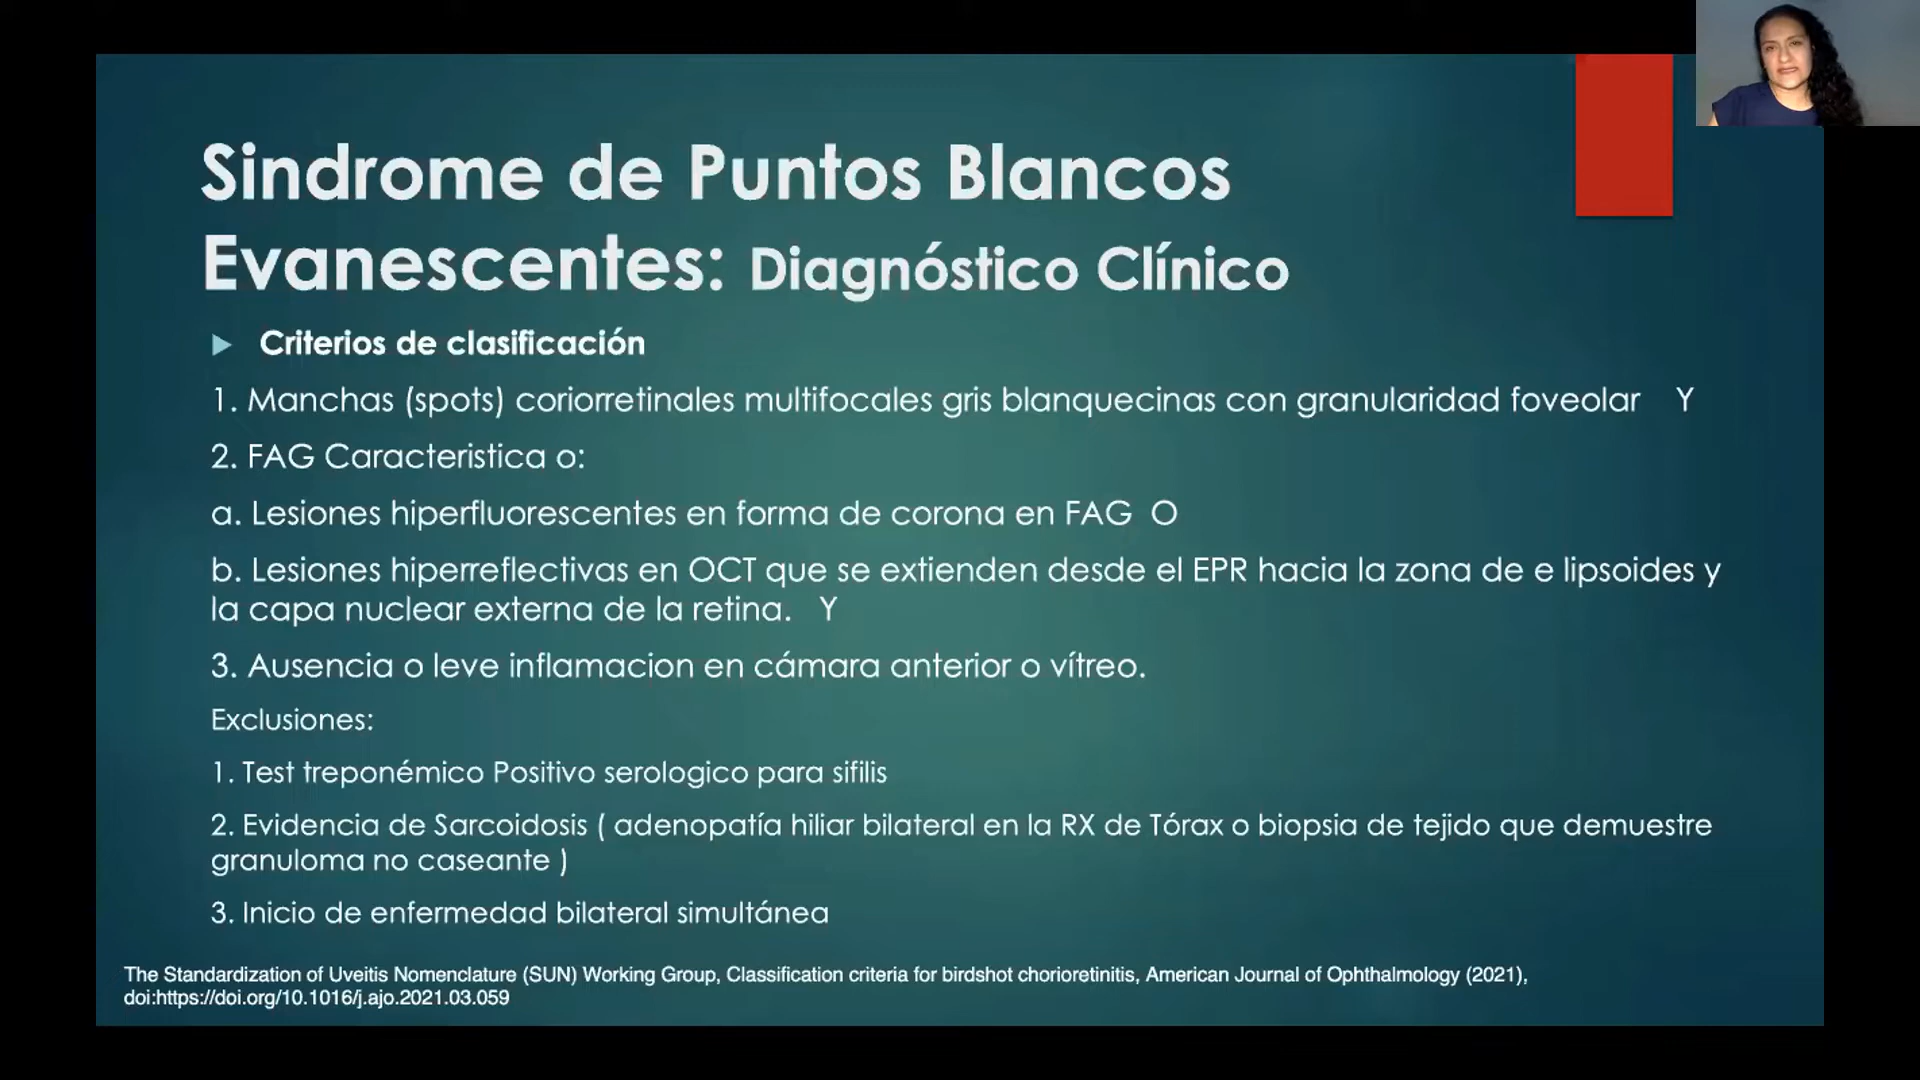 Sindrome de Puntos Blancos
Evanescentes: Diagnóstico Clínico
Criterios de clasificación
1. Manchas (spots) coriorretinales multifocales gris blanquecinas con granularidad foveolar Y
2. FAG Caracteristica o:
a. Lesiones hiperfluorescentes en forma de corona en FAG O
b. Lesiones hiperreflectivas en OCT que se extienden desde el EPR hacia la zona de e lipsoides y
la capa nuclear externa de la retina. Y
3. Ausencia o leve inflamacion en cámara anterior o vítreo.
Exclusiones:
1. Test treponémico Positivo serologico para sifilis
2. Evidencia de Sarcoidosis ( adenopatía hiliar bilateral en la RX de Tórax o biopsia de tejido que demuestre
granuloma no caseante )
3. Inicio de enfermedad bilateral simultánea
The Standardization of Uveitis Nomenclature (SUN) Working Group, Classification criteria for birdshot chorioretinitis, American Journal of Ophthalmology (2021),
doi:https://doi.org/10.1016/j.ajo.2021.03.059